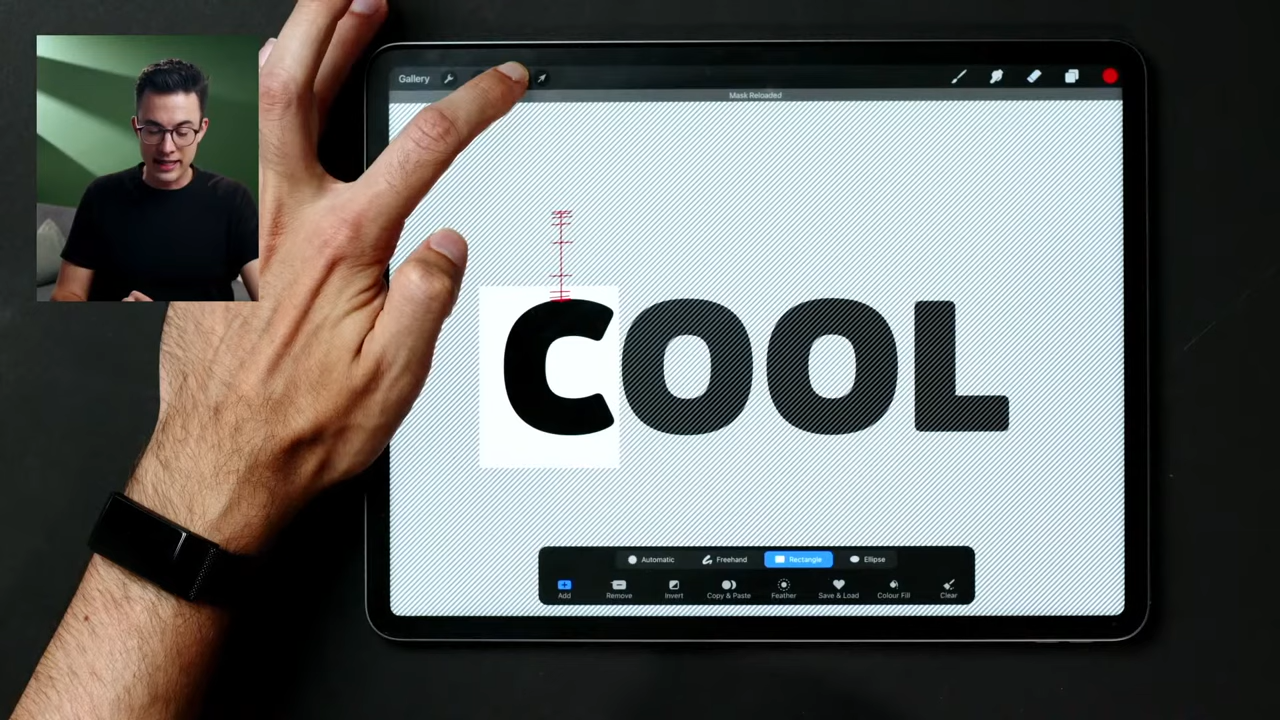 Gallery
Mask Reloaded
COOL
Automatic Freehand Rectangle Ellipse
Add Remove Invert Copy & Paste Feather Save & Load Colour Fill Clear